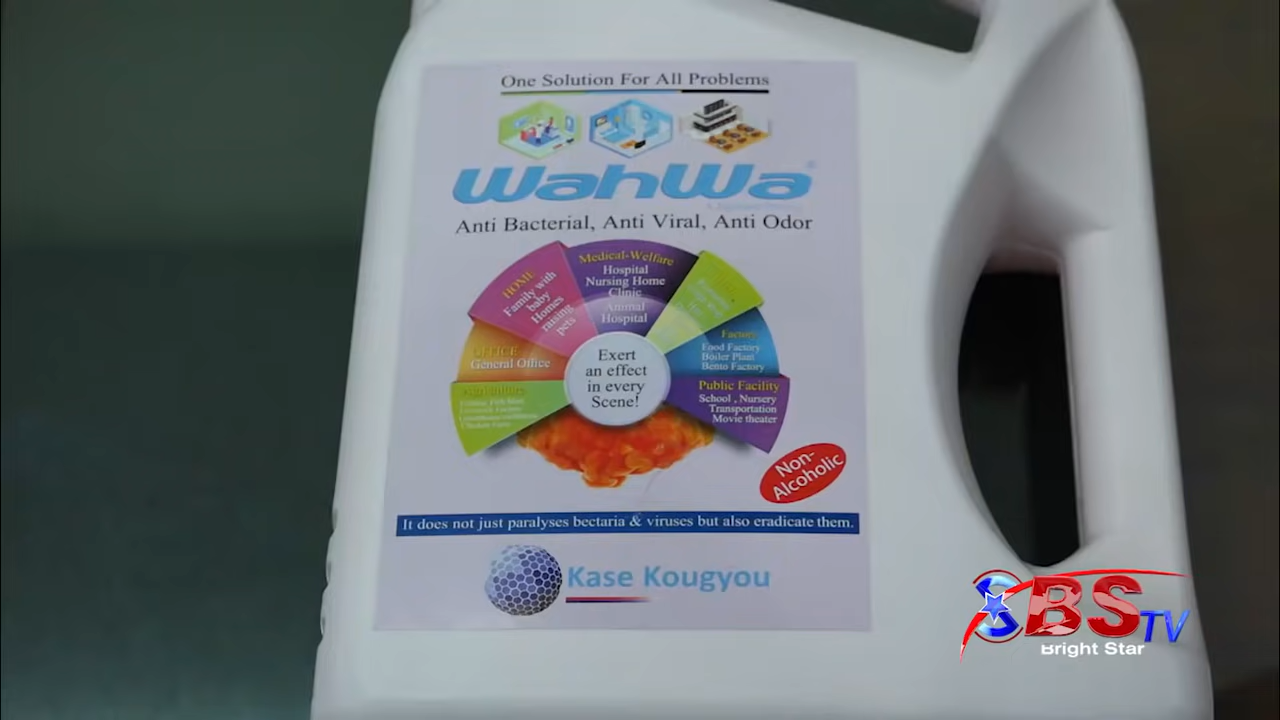 One Solution For All Problems
WahWa
Anti Bacterial, Anti Viral, Anti Odor
Medical-Welfare
Hospital
Nursing Home
Clinic
Animal
Hospital
HOME
Family with
baby
Homes
raising
pets
OFFICE
General Office
Factory
Food Factory
Boiler Plant
Bento Factory
Public Facility
School , Nursery
Transportation
Movie theater
Exert
an effect
in every
Scene!
Non-
Alcoholic
It does not just paralyses bectaria & viruses but also eradicate them.
Kase Kougyou
SBS TV
Bright Star